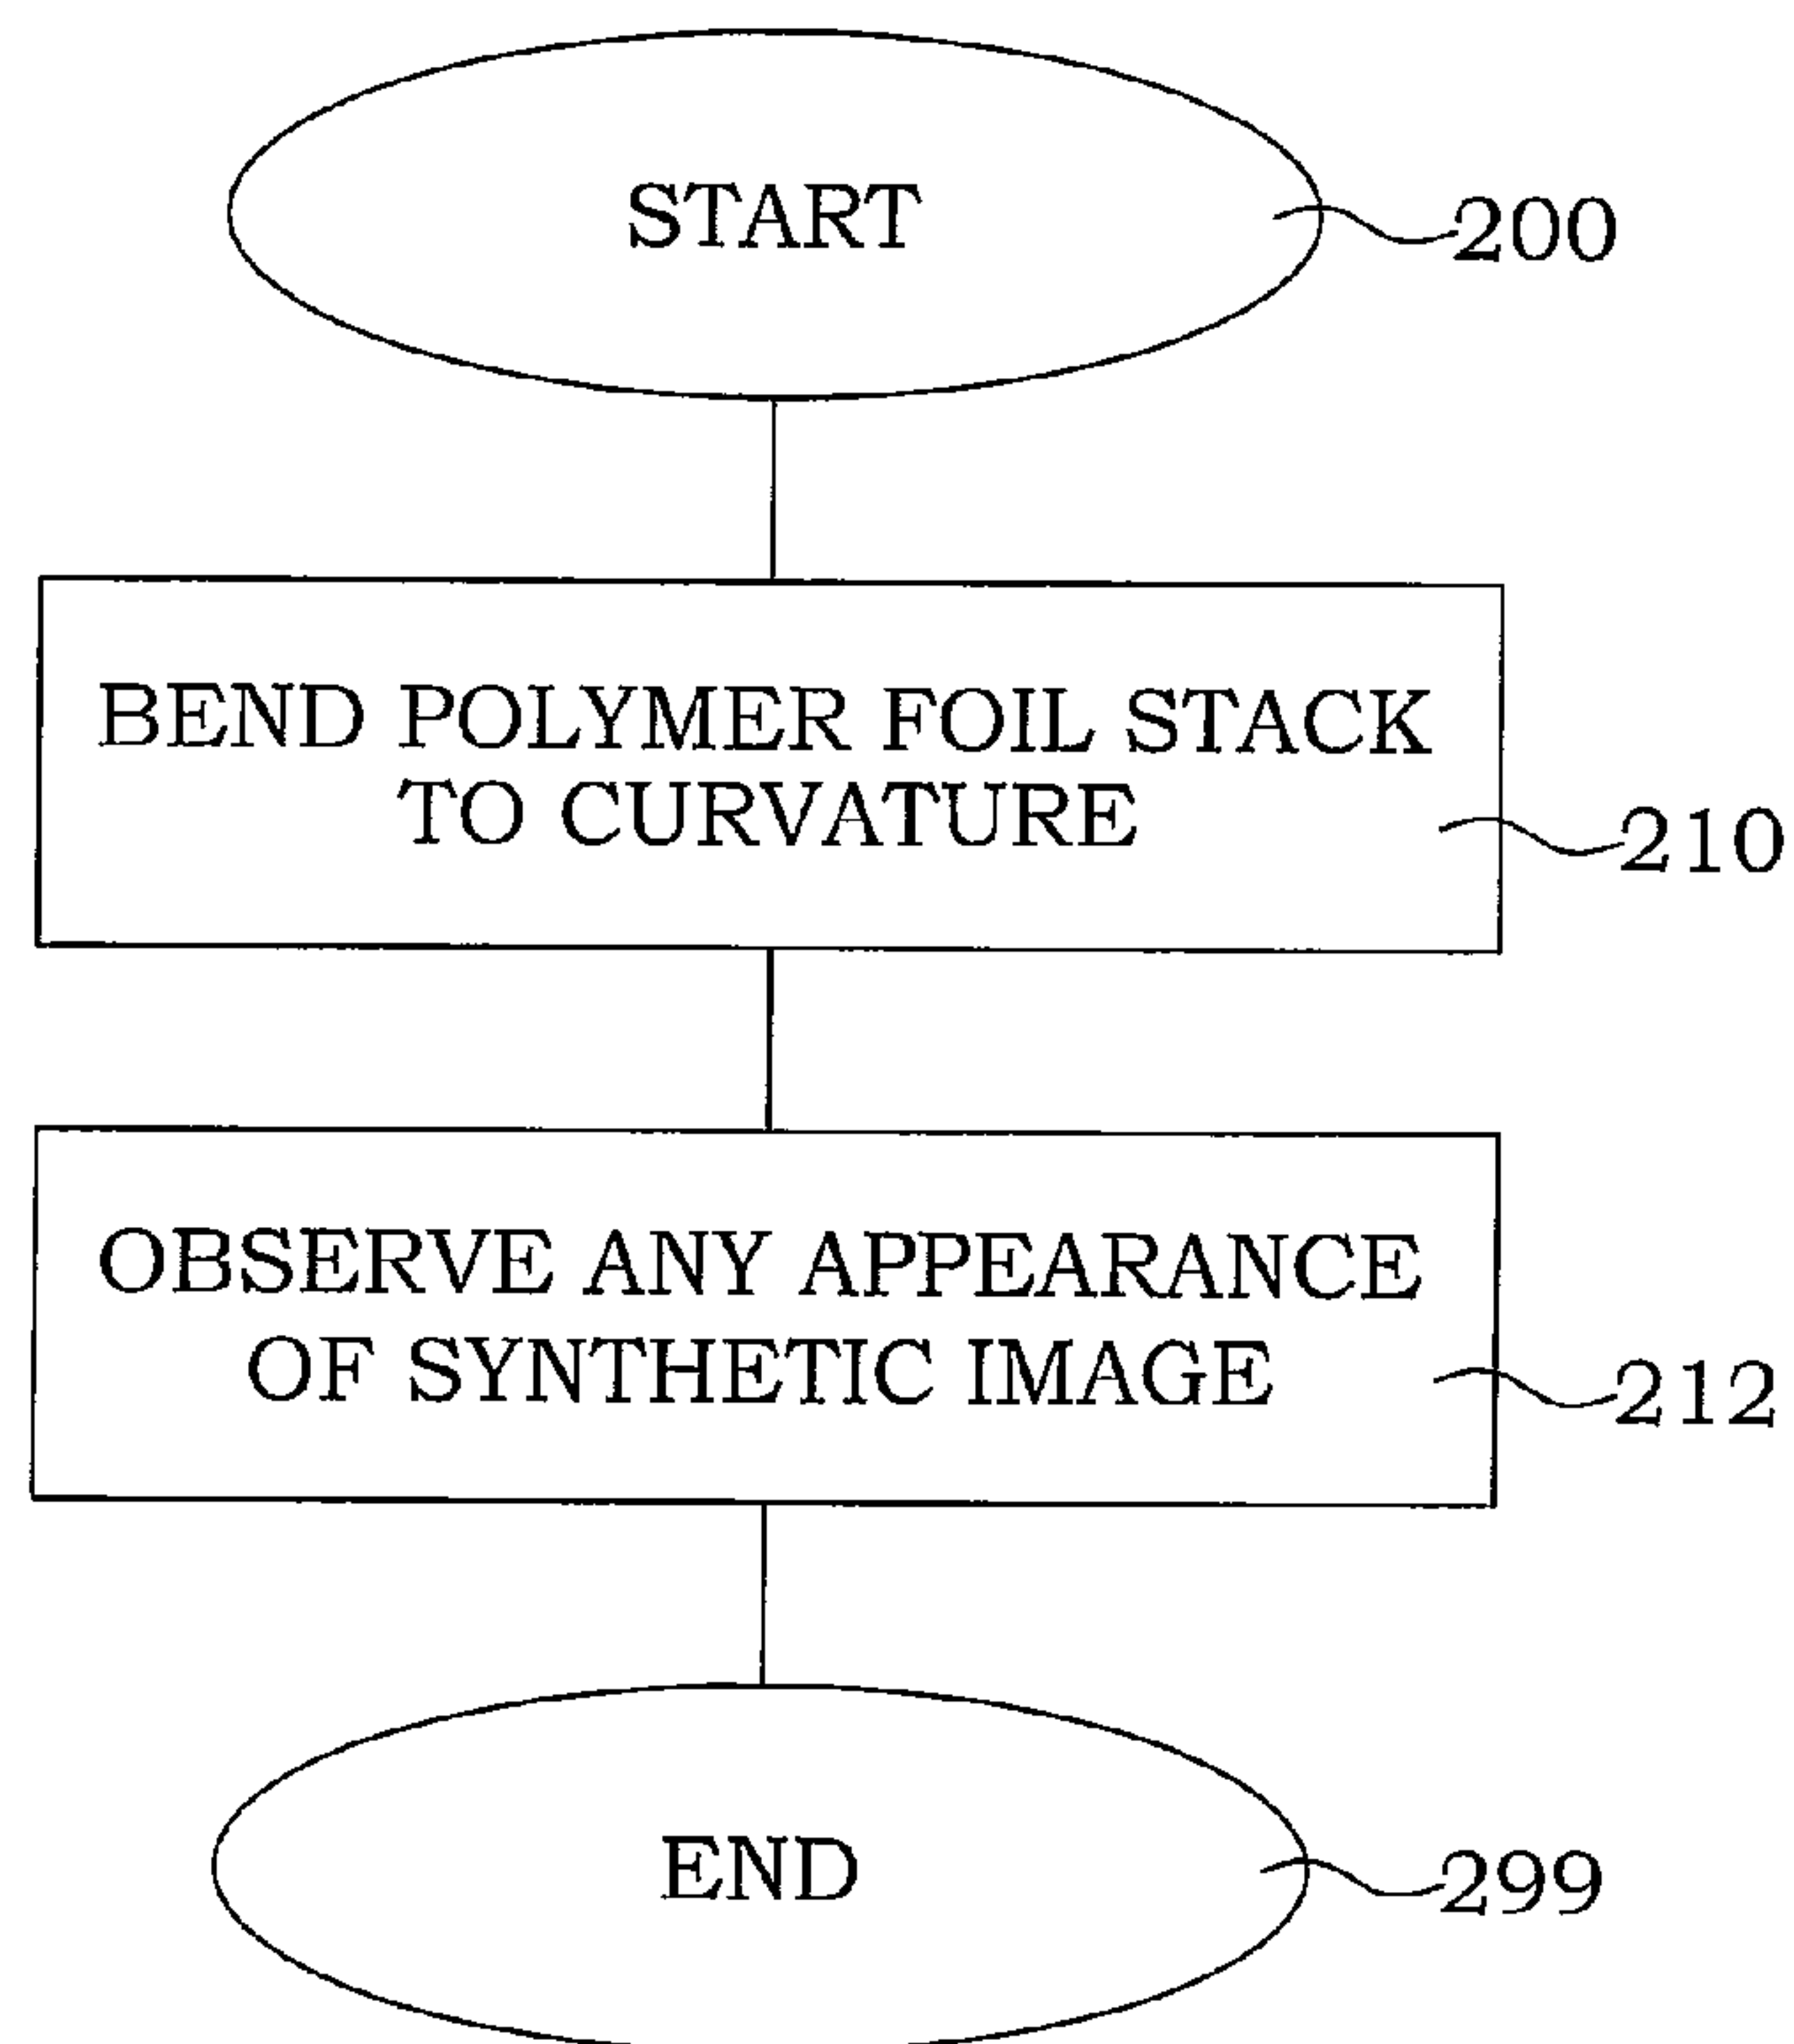 START
200
BEND POLYMER FOIL STACK
TO CURVATURE
210
OBSERVE ANY APPEARANCE
OF SYNTHETIC IMAGE
212
END
299